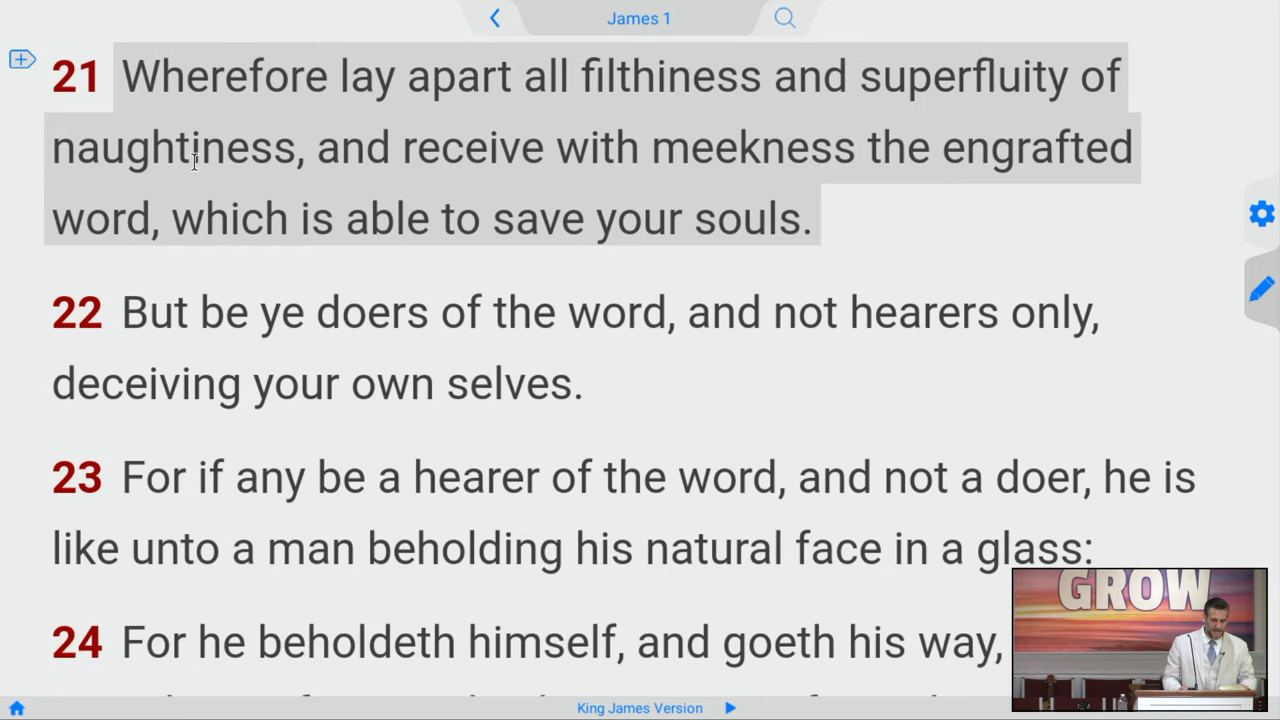 James 1
21 Wherefore lay apart all filthiness and superfluity of
naughtiness, and receive with meekness the engrafted
word, which is able to save your souls.
22 But be ye doers of the word, and not hearers only,
deceiving your own selves.
23 For if any be a hearer of the word, and not a doer, he is
like unto a man beholding his natural face in a glass:
24 For he beholdeth himself, and goeth his way,
GROW
King James Version